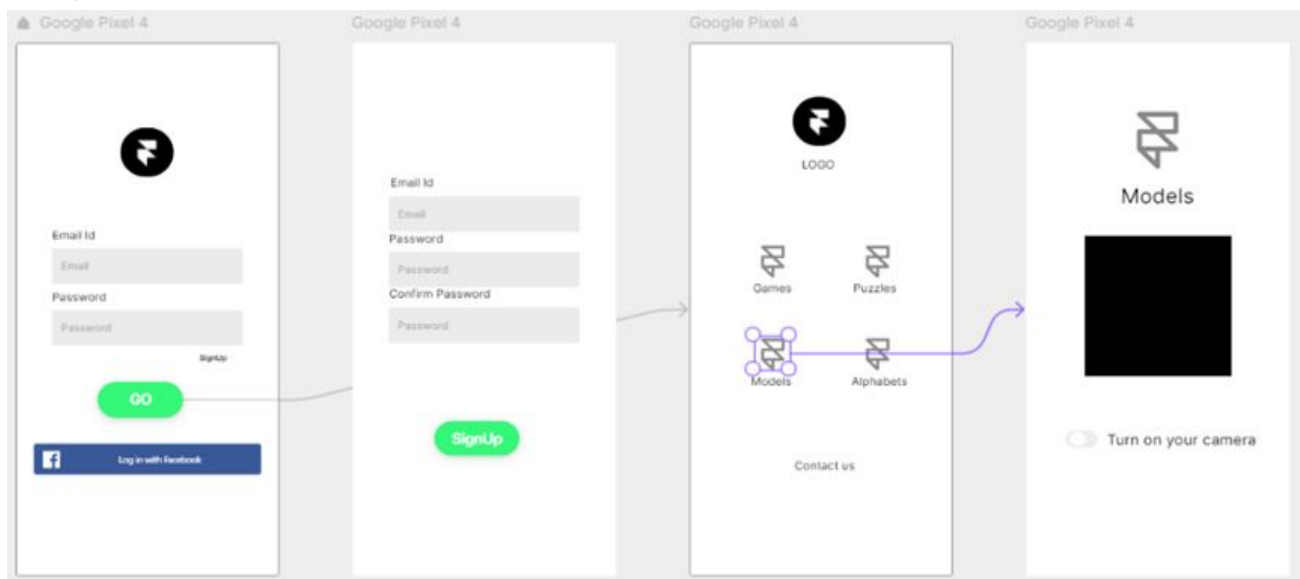 Google Pixel 4
Google Pixel 4
Google Pixel 4
Google Pixel 4
Email Id
Email
Password
Password
SignUp
GO
Log in with Facebook
Email Id
Email
Password
Password
Confirm Password
Password
SignUp
LOGO
Games
Puzzles
Models
Alphabets
Contact us
Models
Turn on your camera